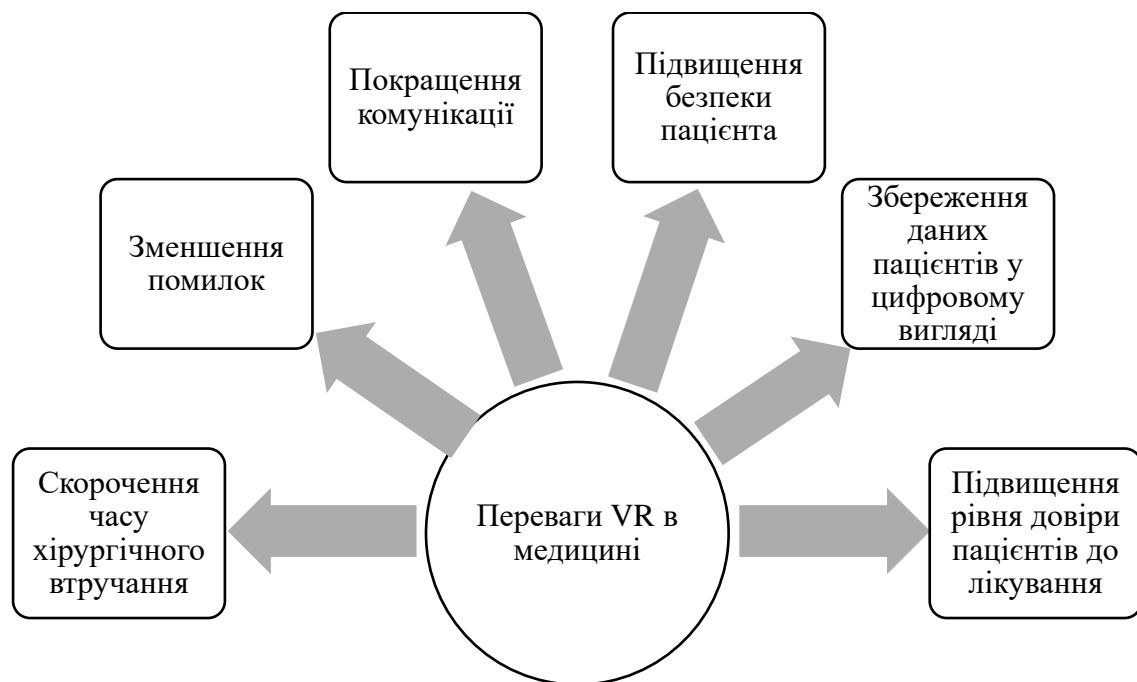 Покращення
комунікації
Підвищення
безпеки
пацієнта
Зменшення
помилок
Збереження
даних
пацієнтів у
цифровому
вигляді
Скорочення
часу
хірургічного
втручання
Переваги VR в
медицині
Підвищення
рівня довіри
пацієнтів до
лікування